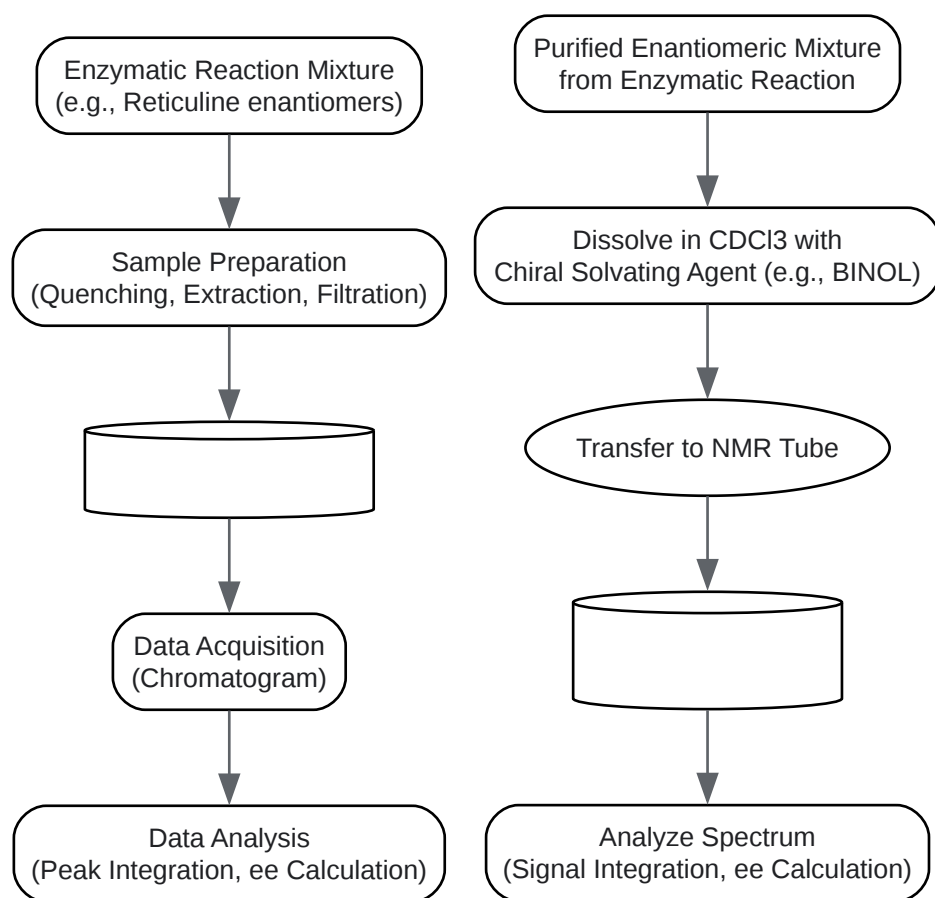 Enzymatic Reaction Mixture
(e.g., Reticuline enantiomers)
Sample Preparation
(Quenching, Extraction, Filtration)
Data Acquisition
(Chromatogram)
Data Analysis
(Peak Integration, ee Calculation)
Purified Enantiomeric Mixture
from Enzymatic Reaction
Dissolve in CDCl3 with
Chiral Solvating Agent (e.g., BINOL)
Transfer to NMR Tube
Analyze Spectrum
(Signal Integration, ee Calculation)